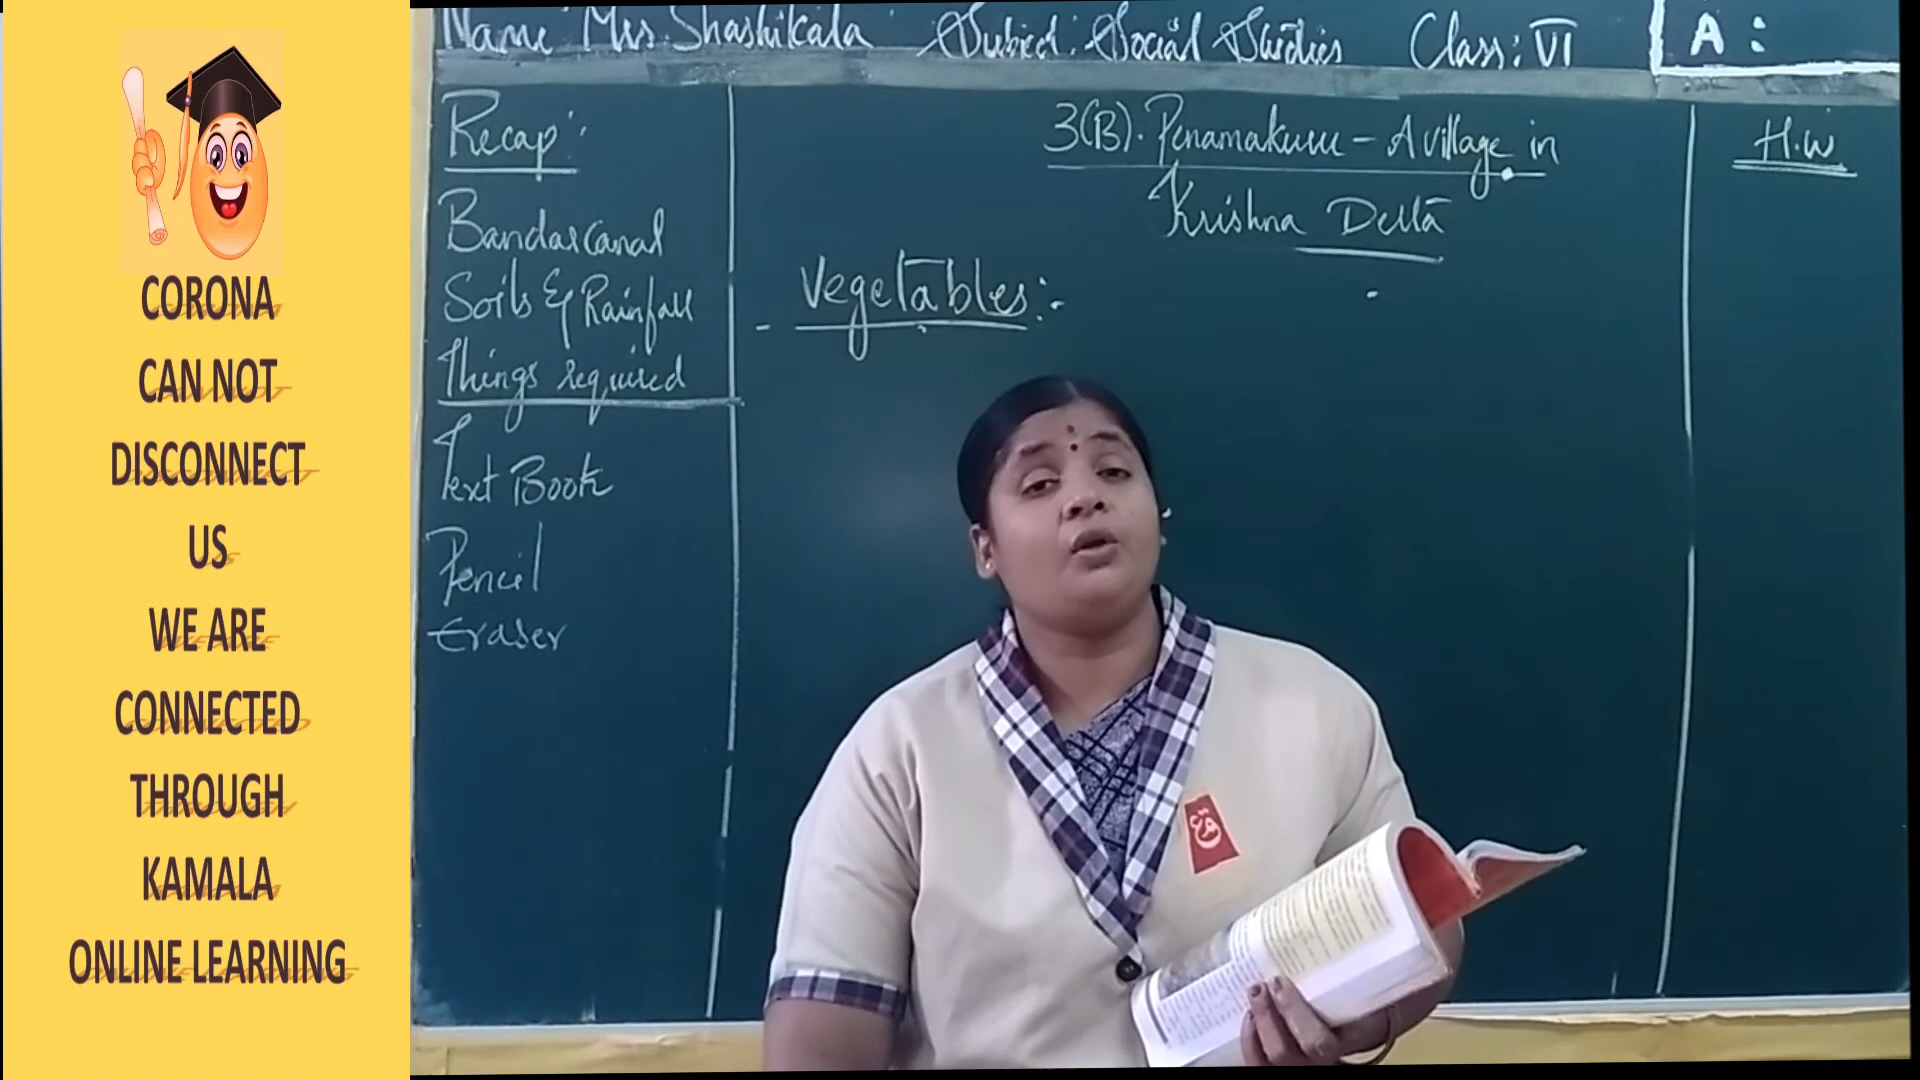 CORONA
CAN NOT
DISCONNECT
US
WE ARE
CONNECTED
THROUGH
KAMALA
ONLINE LEARNING
Name Mrs. Shashikala Subject: Social Studies Class: VI A :
Recap:
Bandar canal
Soils & Rainfall
Things required
Text Book
Pencil
Eraser
3(B). Penamakuru - A village in
Krishna Delta
- Vegetables:-
H.W